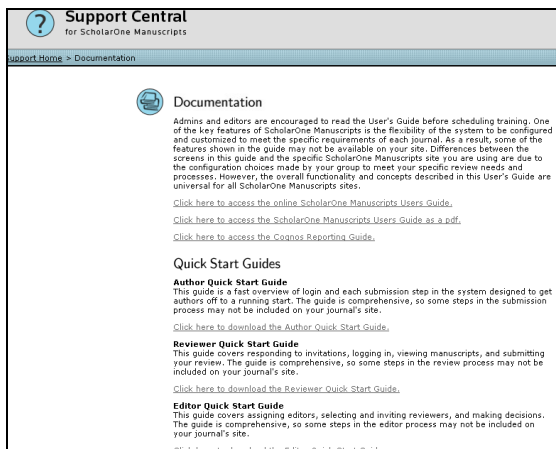 Support Central
for ScholarOne Manuscripts
Support Home > Documentation
Documentation
Admins and editors are encouraged to read the User's Guide before scheduling training. One
of the key features of ScholarOne Manuscripts is the flexibility of the system to be configured
and customized to meet the specific requirements of each journal. As a result, some of the
features shown in the guide may not be available on your site. Differences between the
screens in this guide and the specific ScholarOne Manuscripts site you are using are due to
the configuration choices made by your group to meet your specific review needs and
processes. However, the overall functionality and concepts described in this User's Guide are
universal for all ScholarOne Manuscripts sites.
Click here to access the online ScholarOne Manuscripts Users Guide.
Click here to access the ScholarOne Manuscripts Users Guide as a pdf.
Click here to access the Cognos Reporting Guide.
Quick Start Guides
Author Quick Start Guide
This guide is a fast overview of login and each submission step in the system designed to get
authors off to a running start. The guide is comprehensive, so some steps in the submission
process may not be included on your journal's site.
Click here to download the Author Quick Start Guide.
Reviewer Quick Start Guide
This guide covers responding to invitations, logging in, viewing manuscripts, and submitting
your review. The guide is comprehensive, so some steps in the review process may not be
included on your journal's site.
Click here to download the Reviewer Quick Start Guide.
Editor Quick Start Guide
This guide covers assigning editors, selecting and inviting reviewers, and making decisions.
The guide is comprehensive, so some steps in the editor process may not be included on
your journal's site.